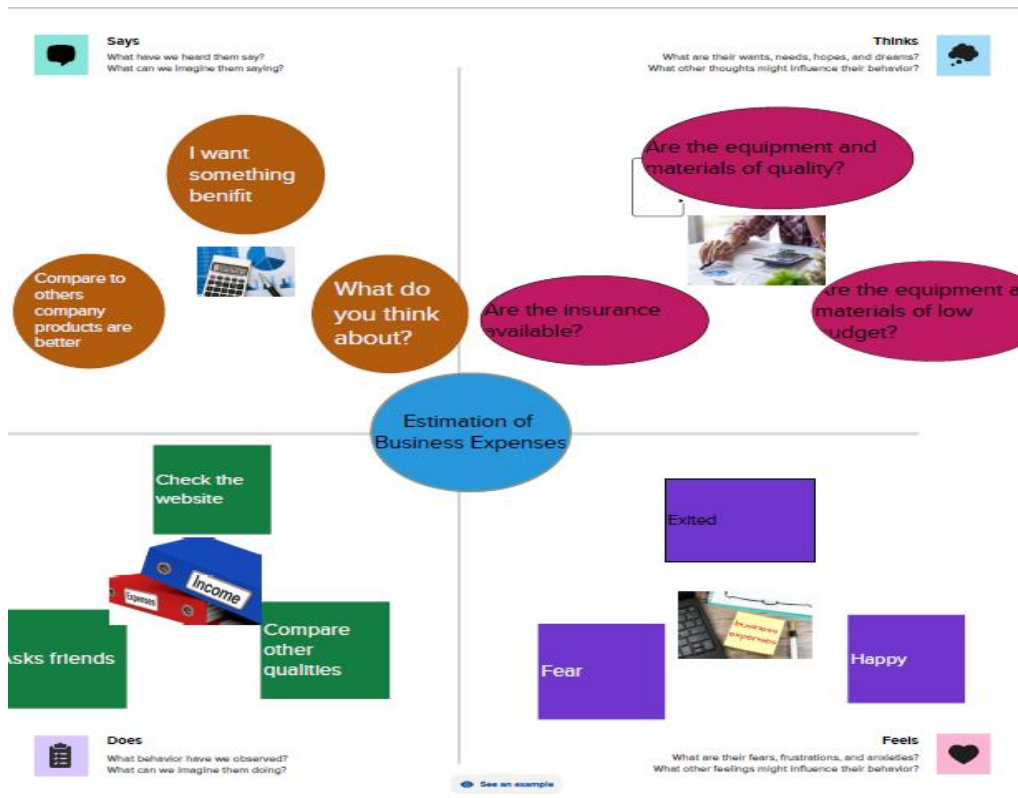 Says
What have we heard them say?
What can we imagine them saying?
Thinks
What are their wants, needs, hopes, and dreams?
What other thoughts might influence their behavior?
I want
something
benifit
Compare to
others
company
products are
better
What do
you think
about?
Are the equipment and
materials of quality?
Are the insurance
available?
Are the equipment a
materials of low
budget?
Estimation of
Business Expenses
Check the
website
Income
Expenses
Asks friends
Compare
other
qualities
Exited
business
expenses
Fear
Happy
Does
What behavior have we observed?
What can we imagine them doing?
Feels
What are their fears, frustrations, and anxieties?
What other feelings might influence their behavior?
See an example